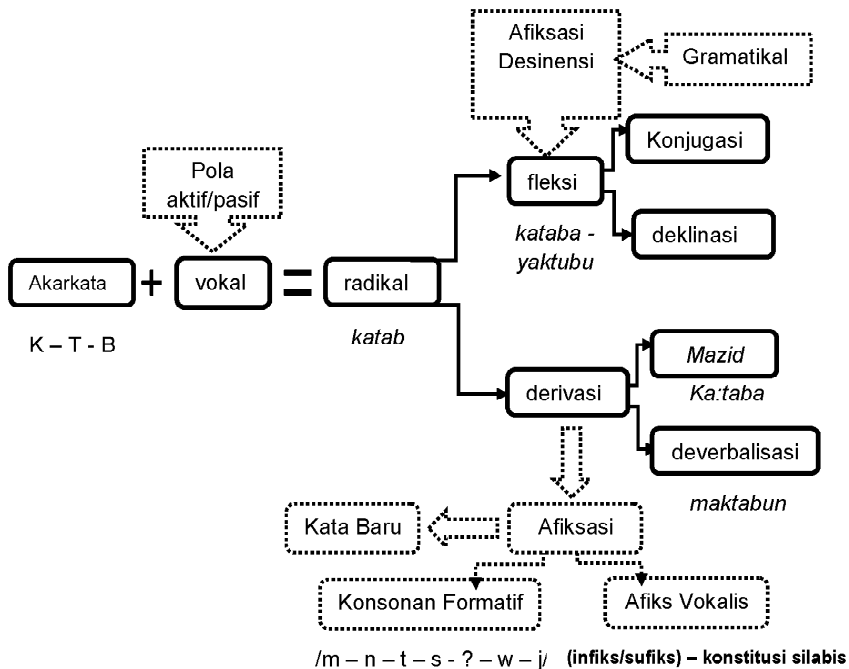 Afiksasi
Desinensi
Gramatikal
Pola
aktif/pasif
fleksi
Konjugasi
kataba -
yaktubu
deklinasi
Akarkata + vokal = radikal
K – T - B
katab
derivasi
Mazid
Ka:taba
deverbalisasi
maktabun
Kata Baru
Afiksasi
Konsonan Formatif
Afiks Vokalis
/m – n – t – s - ? – w – j/
(infiks/sufiks) – konstitusi silabis